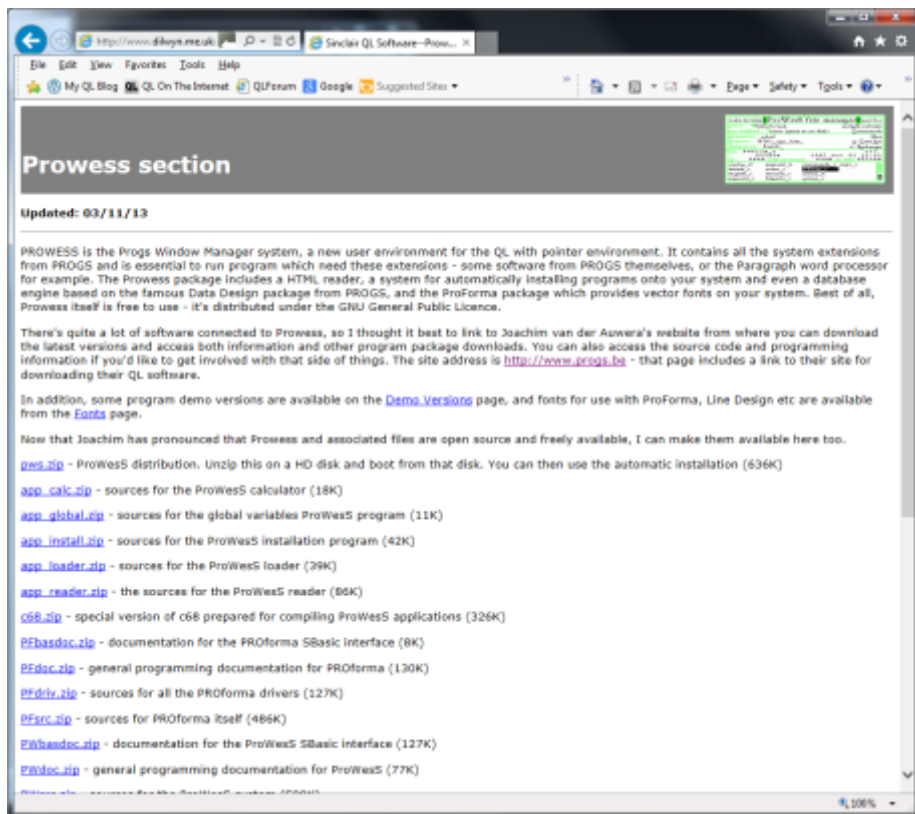 http://www.dilwyn.me.uk
Sinclair QL Software--Prow...
File Edit View Favorites Tools Help
My QL Blog QL On The Internet QLForum Google Suggested Sites
Page Safety Tools
Prowess section
ProWesS file manager
Updated: 03/11/13
PROWESS is the Progs Window Manager system, a new user environment for the QL with pointer environment. It contains all the system extensions
from PROGS and is essential to run program which need these extensions - some software from PROGS themselves, or the Paragraph word processor
for example. The Prowess package includes a HTML reader, a system for automatically installing programs onto your system and even a database
engine based on the famous Data Design package from PROGS, and the ProForma package which provides vector fonts on your system. Best of all,
Prowess itself is free to use - it's distributed under the GNU General Public Licence.
There's quite a lot of software connected to Prowess, so I thought it best to link to Joachim van der Auwera's website from where you can download
the latest versions and access both information and other program package downloads. You can also access the source code and programming
information if you'd like to get involved with that side of things. The site address is http://www.progs.be - that page includes a link to their site for
downloading their QL software.
In addition, some program demo versions are available on the Demo Versions page, and fonts for use with ProForma, Line Design etc are available
from the Fonts page.
Now that Joachim has pronounced that Prowess and associated files are open source and freely available, I can make them available here too.
pws.zip - ProWesS distribution. Unzip this on a HD disk and boot from that disk. You can then use the automatic installation (636K)
app_calc.zip - sources for the ProWesS calculator (18K)
app_global.zip - sources for the global variables ProWesS program (11K)
app_install.zip - sources for the ProWesS installation program (42K)
app_loader.zip - sources for the ProWesS loader (39K)
app_reader.zip - the sources for the ProWesS reader (86K)
c68.zip - special version of c68 prepared for compiling ProWesS applications (326K)
PFbasdoc.zip - documentation for the PROforma SBasic interface (8K)
PFdoc.zip - general programming documentation for PROforma (130K)
PFdriv.zip - sources for all the PROforma drivers (127K)
PFsrc.zip - sources for PROforma itself (486K)
PWbasdoc.zip - documentation for the ProWesS SBasic interface (127K)
PWdoc.zip - general programming documentation for ProWesS (77K)
100%